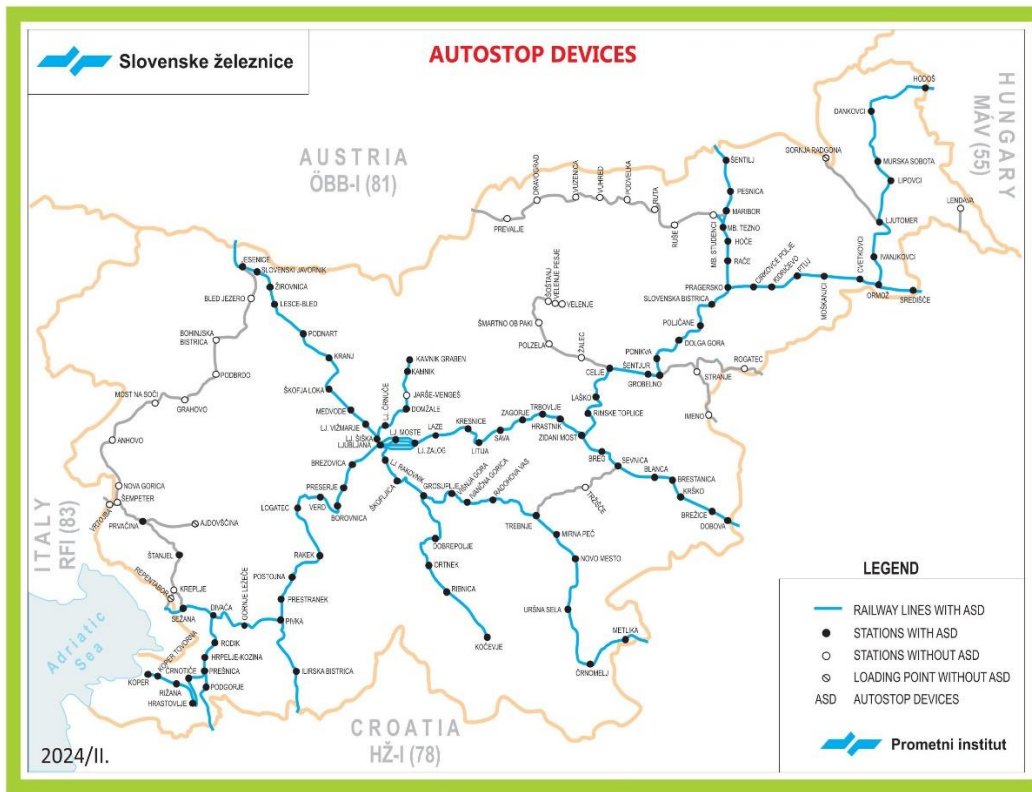 Slovenske železnice
AUTOSTOP DEVICES
AUSTRIA
ÖBB-I (81)
HUNGARY
MÁV (55)
ITALY
RFI (83)
CROATIA
HŽ-I (78)
Adriatic
Sea
HODOŠ
DANKOVCI
GORNJA RADGONA
MURSKA SOBOTA
LIPOVCI
LENDAVA
LJUTOMER
IVANJKOVCI
CVETKOVCI
ORMOŽ
SREDIŠČE
MOŠKANJCI
PTUJ
KIDRIČEVO
CIRKOVCE POLJE
PRAGERSKO
ŠENTILJ
PESNICA
MARIBOR
MB. TEZNO
HOČE
RAČE
MB. STUDENCI
RUŠE
RUTA
PODVELKA
VUHRED
VUZENICA
DRAVOGRAD
PREVALJE
SLOVENSKA BISTRICA
POLJČANE
DOLGA GORA
PONIKVA
ŠENTJUR
GROBELNO
STRANJE
ROGATEC
IMENO
CELJE
ŽALEC
POLZELA
ŠMARTNO OB PAKI
ŠOŠTANJ
VELENJE PESJE
VELENJE
LAŠKO
RIMSKE TOPLICE
ZIDANI MOST
HRASTNIK
TRBOVLJE
ZAGORJE
SAVA
LITIJA
KRESNICE
LAZE
LJ. ZALOG
LJ. MOSTE
LJUBLJANA
LJ. ŠIŠKA
LJ. VIŽMARJE
LJ. ČRNUČE
DOMŽALE
JARŠE-MENGEŠ
KAMNIK
KAMNIK GRABEN
MEDVODE
ŠKOFJA LOKA
KRANJ
PODNART
LESCE-BLED
ŽIROVNICA
SLOVENSKI JAVORNIK
JESENICE
BLED JEZERO
BOHINJSKA
BISTRICA
PODBRDO
GRAHOVO
MOST NA SOČI
ANHOVO
NOVA GORICA
ŠEMPETER
VRTOJBA
PRVAČINA
AJDOVŠČINA
ŠTANJEL
KREPLJE
REPENTABOR
SEŽANA
DIVAČA
GORNJE LEŽEČE
PIVKA
PRESTRANEK
POSTOJNA
RAKEK
LOGATEC
VERD
BOROVNICA
PRESERJE
BREZOVICA
ILIRSKA BISTRICA
RODIK
HRPELJE-KOZINA
PREŠNICA
PODGORJE
ČRNOTIČE
KOPER TOVORNA
KOPER
RIŽANA
HRASTOVLJE
LJ. RAKOVNIK
ŠKOFLJICA
GROSUPLJE
VIŠNJA GORA
IVANČNA GORICA
RADOHOVA VAS
TREBNJE
TRŽIŠČE
MIRNA PEČ
NOVO MESTO
URŠNA SELA
ČRNOMELJ
METLIKA
DOBREPOLJE
ORTNEK
RIBNICA
KOČEVJE
BREG
SEVNICA
BLANCA
BRESTANICA
KRŠKO
BREŽICE
DOBOVA
LEGEND
RAILWAY LINES WITH ASD
STATIONS WITH ASD
STATIONS WITHOUT ASD
LOADING POINT WITHOUT ASD
ASD AUTOSTOP DEVICES
Prometni institut
2024/II.